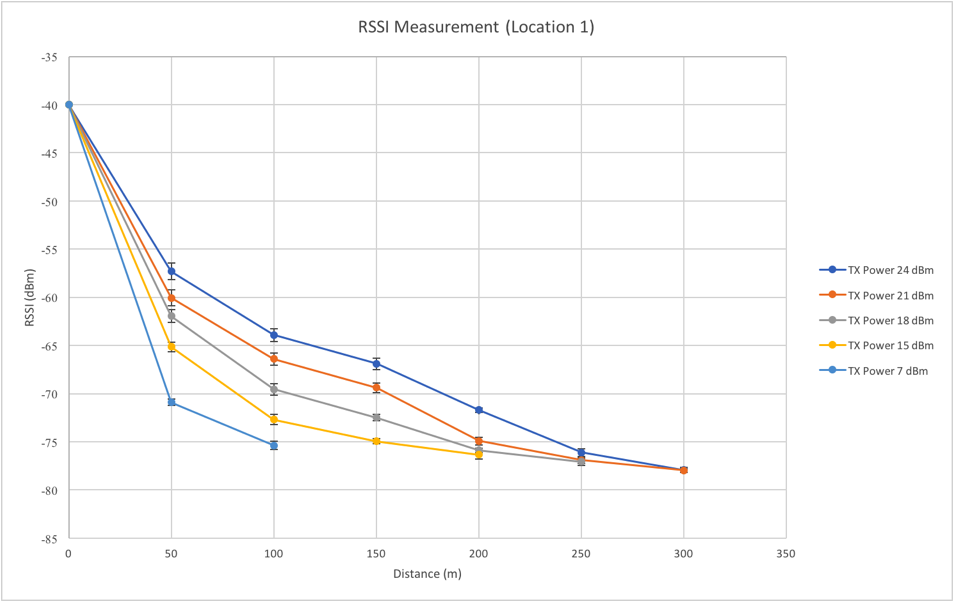 RSSI Measurement (Location 1)
-35
-40
-45
-50
-55
-60
-65
-70
-75
-80
-85
RSSI (dBm)
0 50 100 150 200 250 300 350
Distance (m)
TX Power 24 dBm
TX Power 21 dBm
TX Power 18 dBm
TX Power 15 dBm
TX Power 7 dBm